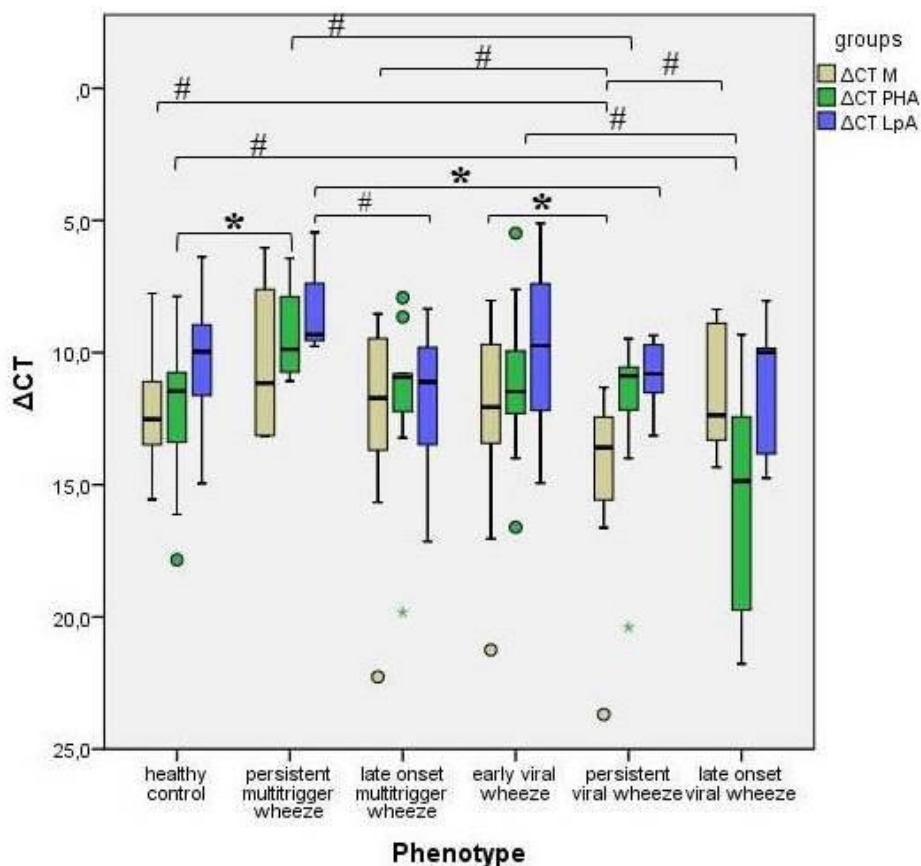 groups
ΔCT M
ΔCT PHA
ΔCT LpA
#
#
#
#
#
#
*
*
#
*
,0
5,0
10,0
15,0
20,0
25,0
ΔCT
*
*
healthy
control
persistent
multitrigger
wheeze
late onset
multitrigger
wheeze
early viral
wheeze
persistent
viral wheeze
late onset
viral wheeze
Phenotype